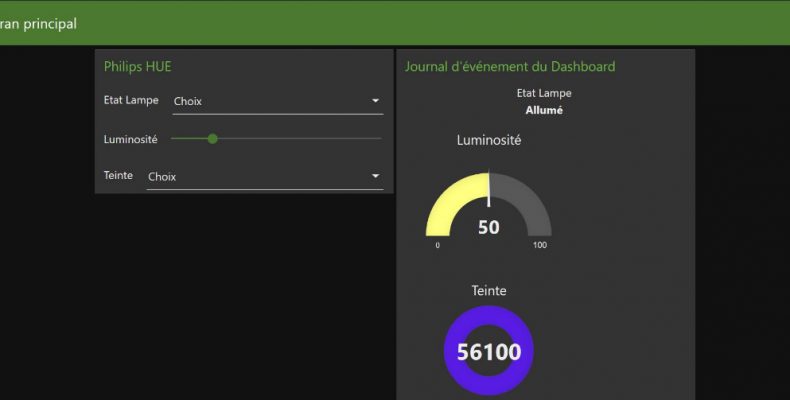 ran principal
Philips HUE
Etat Lampe Choix
Luminosité
Teinte Choix
Journal d'événement du Dashboard
Etat Lampe
Allumé
Luminosité
50
0 100
Teinte
56100